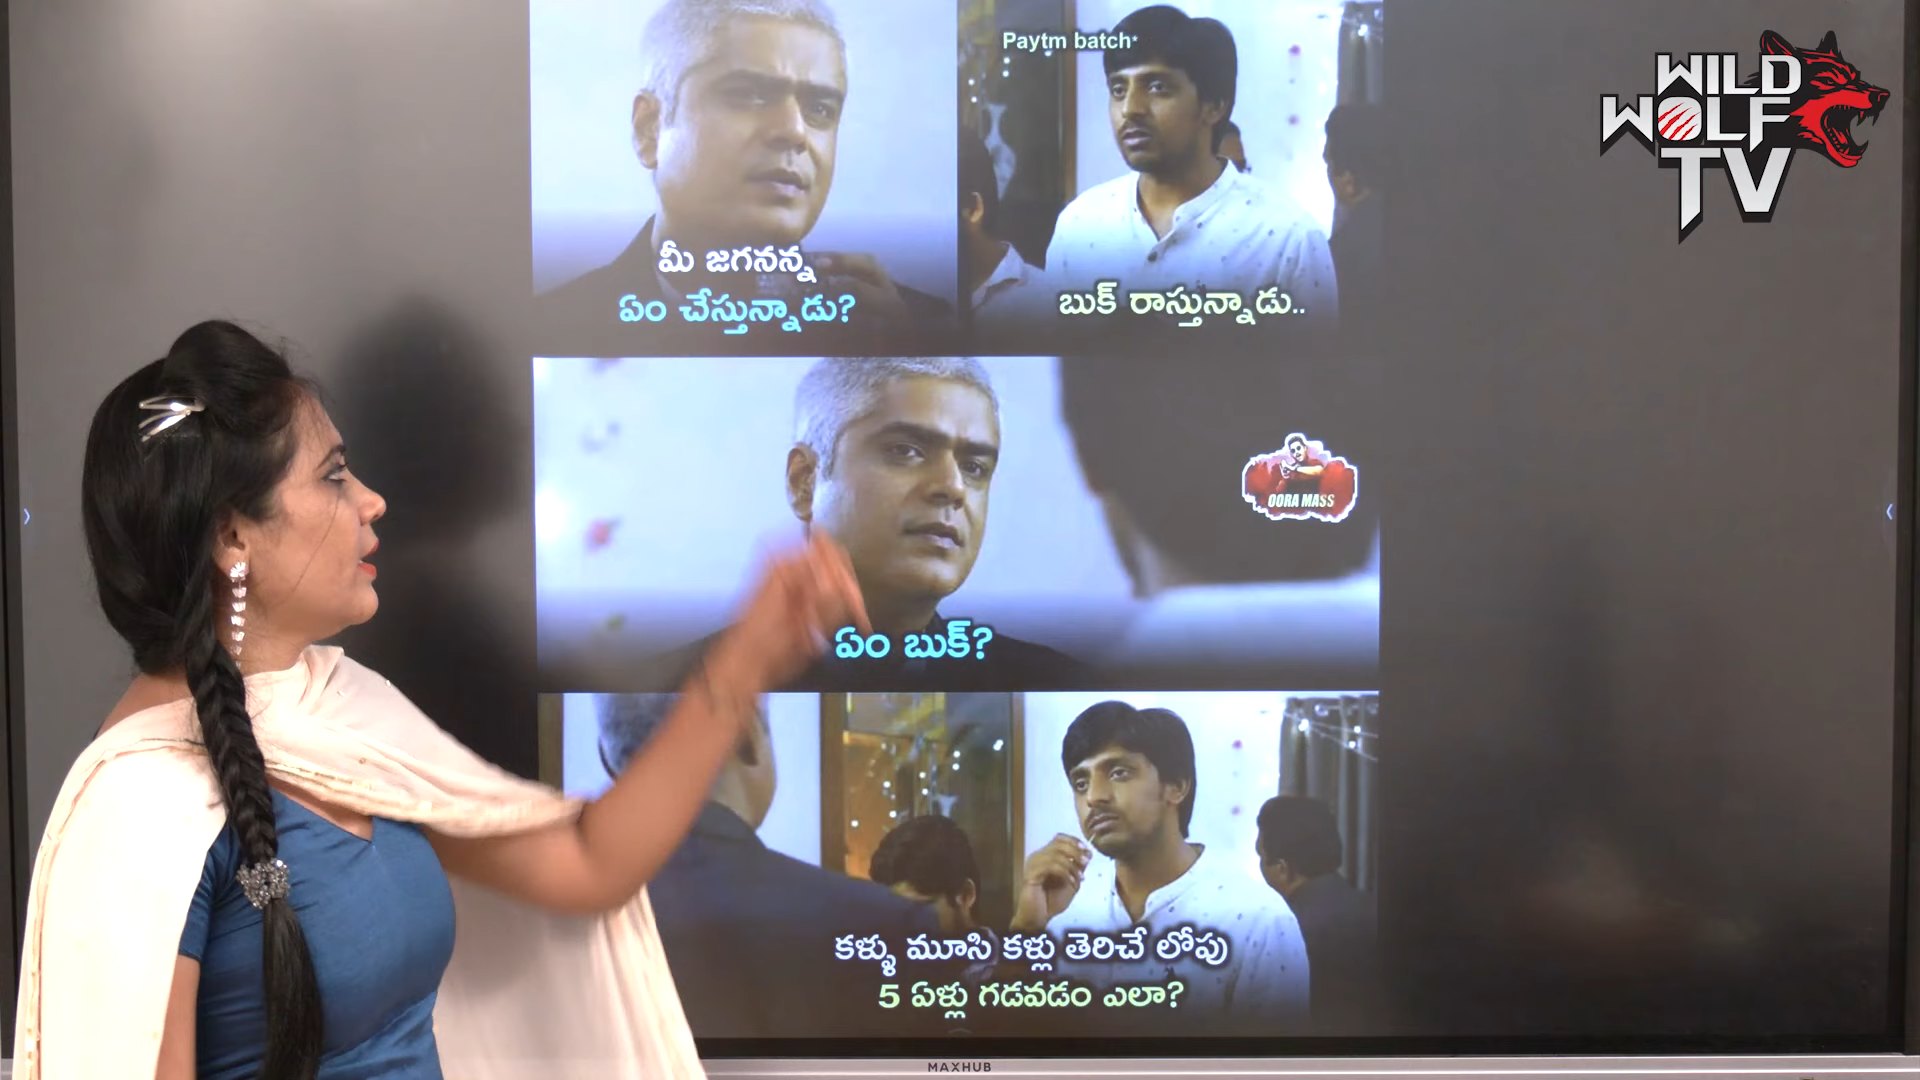 Paytm batch*
WILD
WOLF
TV
మీ జగనన్న
ఏం చేస్తున్నాడు?
బుక్ రాస్తున్నాడు..
OORA MASS
ఏం బుక్?
కళ్ళు మూసి కళ్లు తెరిచే లోపు
5 ఏళ్లు గడవడం ఎలా?
MAXHUB